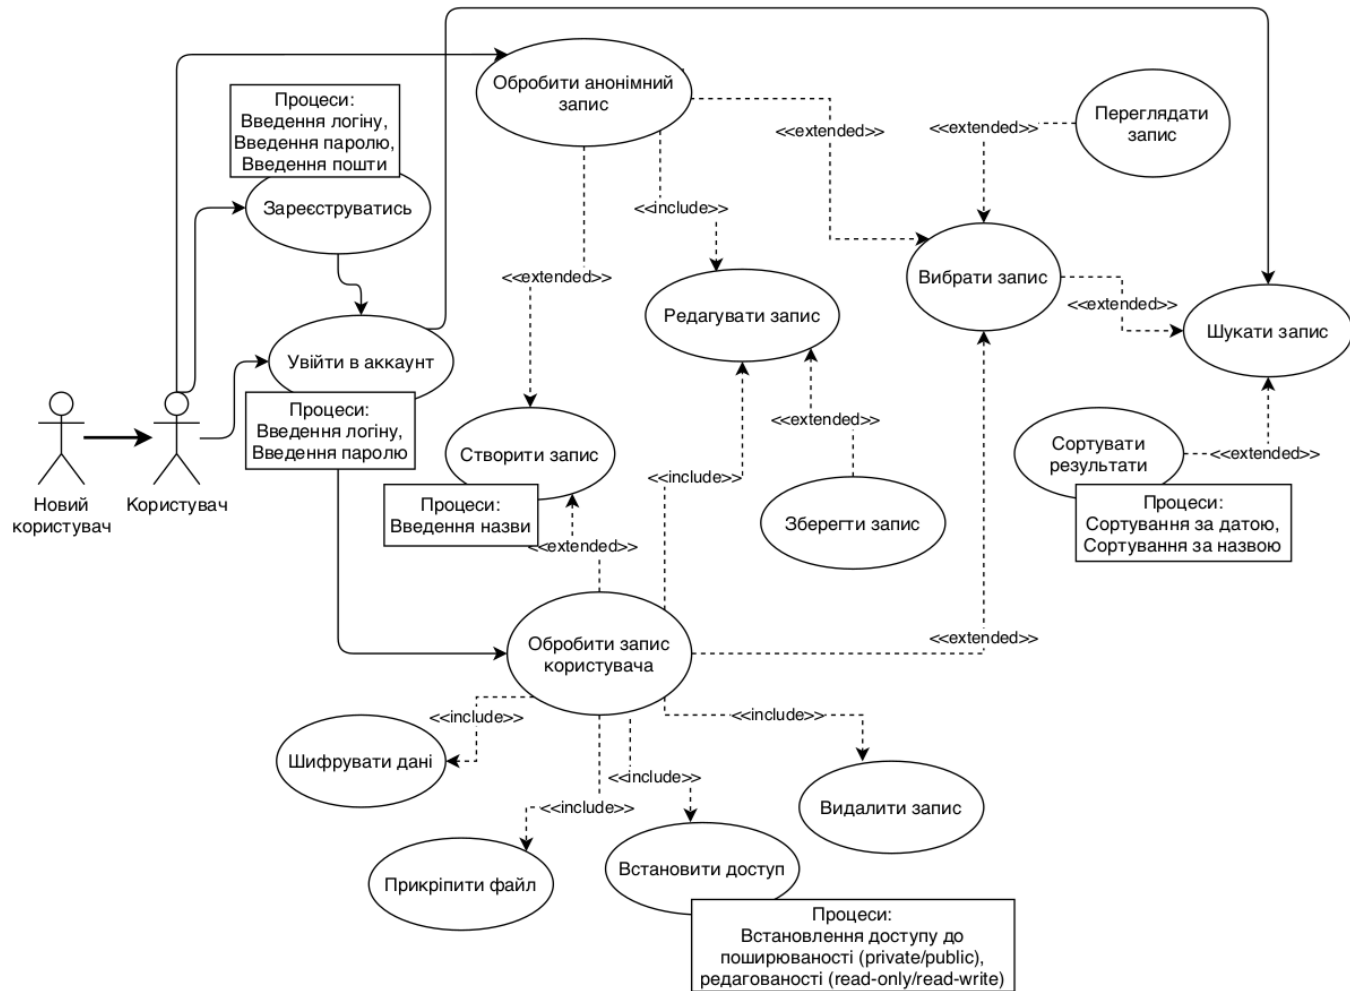 Обробити анонімний
запис
Процеси:
Введення логіну,
Введення паролю,
Введення пошти
<<extended>>
<<extended>>
Переглядати
запис
Зареєструватись
<<include>>
<<extended>>
Вибрати запис
<<extended>>
Редагувати запис
Шукати запис
Увійти в аккаунт
Процеси:
Введення логіну,
Введення паролю
Новий
користувач
Користувач
Створити запис
Процеси:
Введення назви
<<extended>>
<<extended>>
<<include>>
Зберегти запис
Сортувати
результати
<<extended>>
Процеси:
Сортування за датою,
Сортування за назвою
Обробити запис
користувача
<<extended>>
<<include>>
<<include>>
Шифрувати дані
<<include>>
<<include>>
Видалити запис
Прикріпити файл
Встановити доступ
Процеси:
Встановлення доступу до
поширюваності (private/public),
редагованості (read-only/read-write)